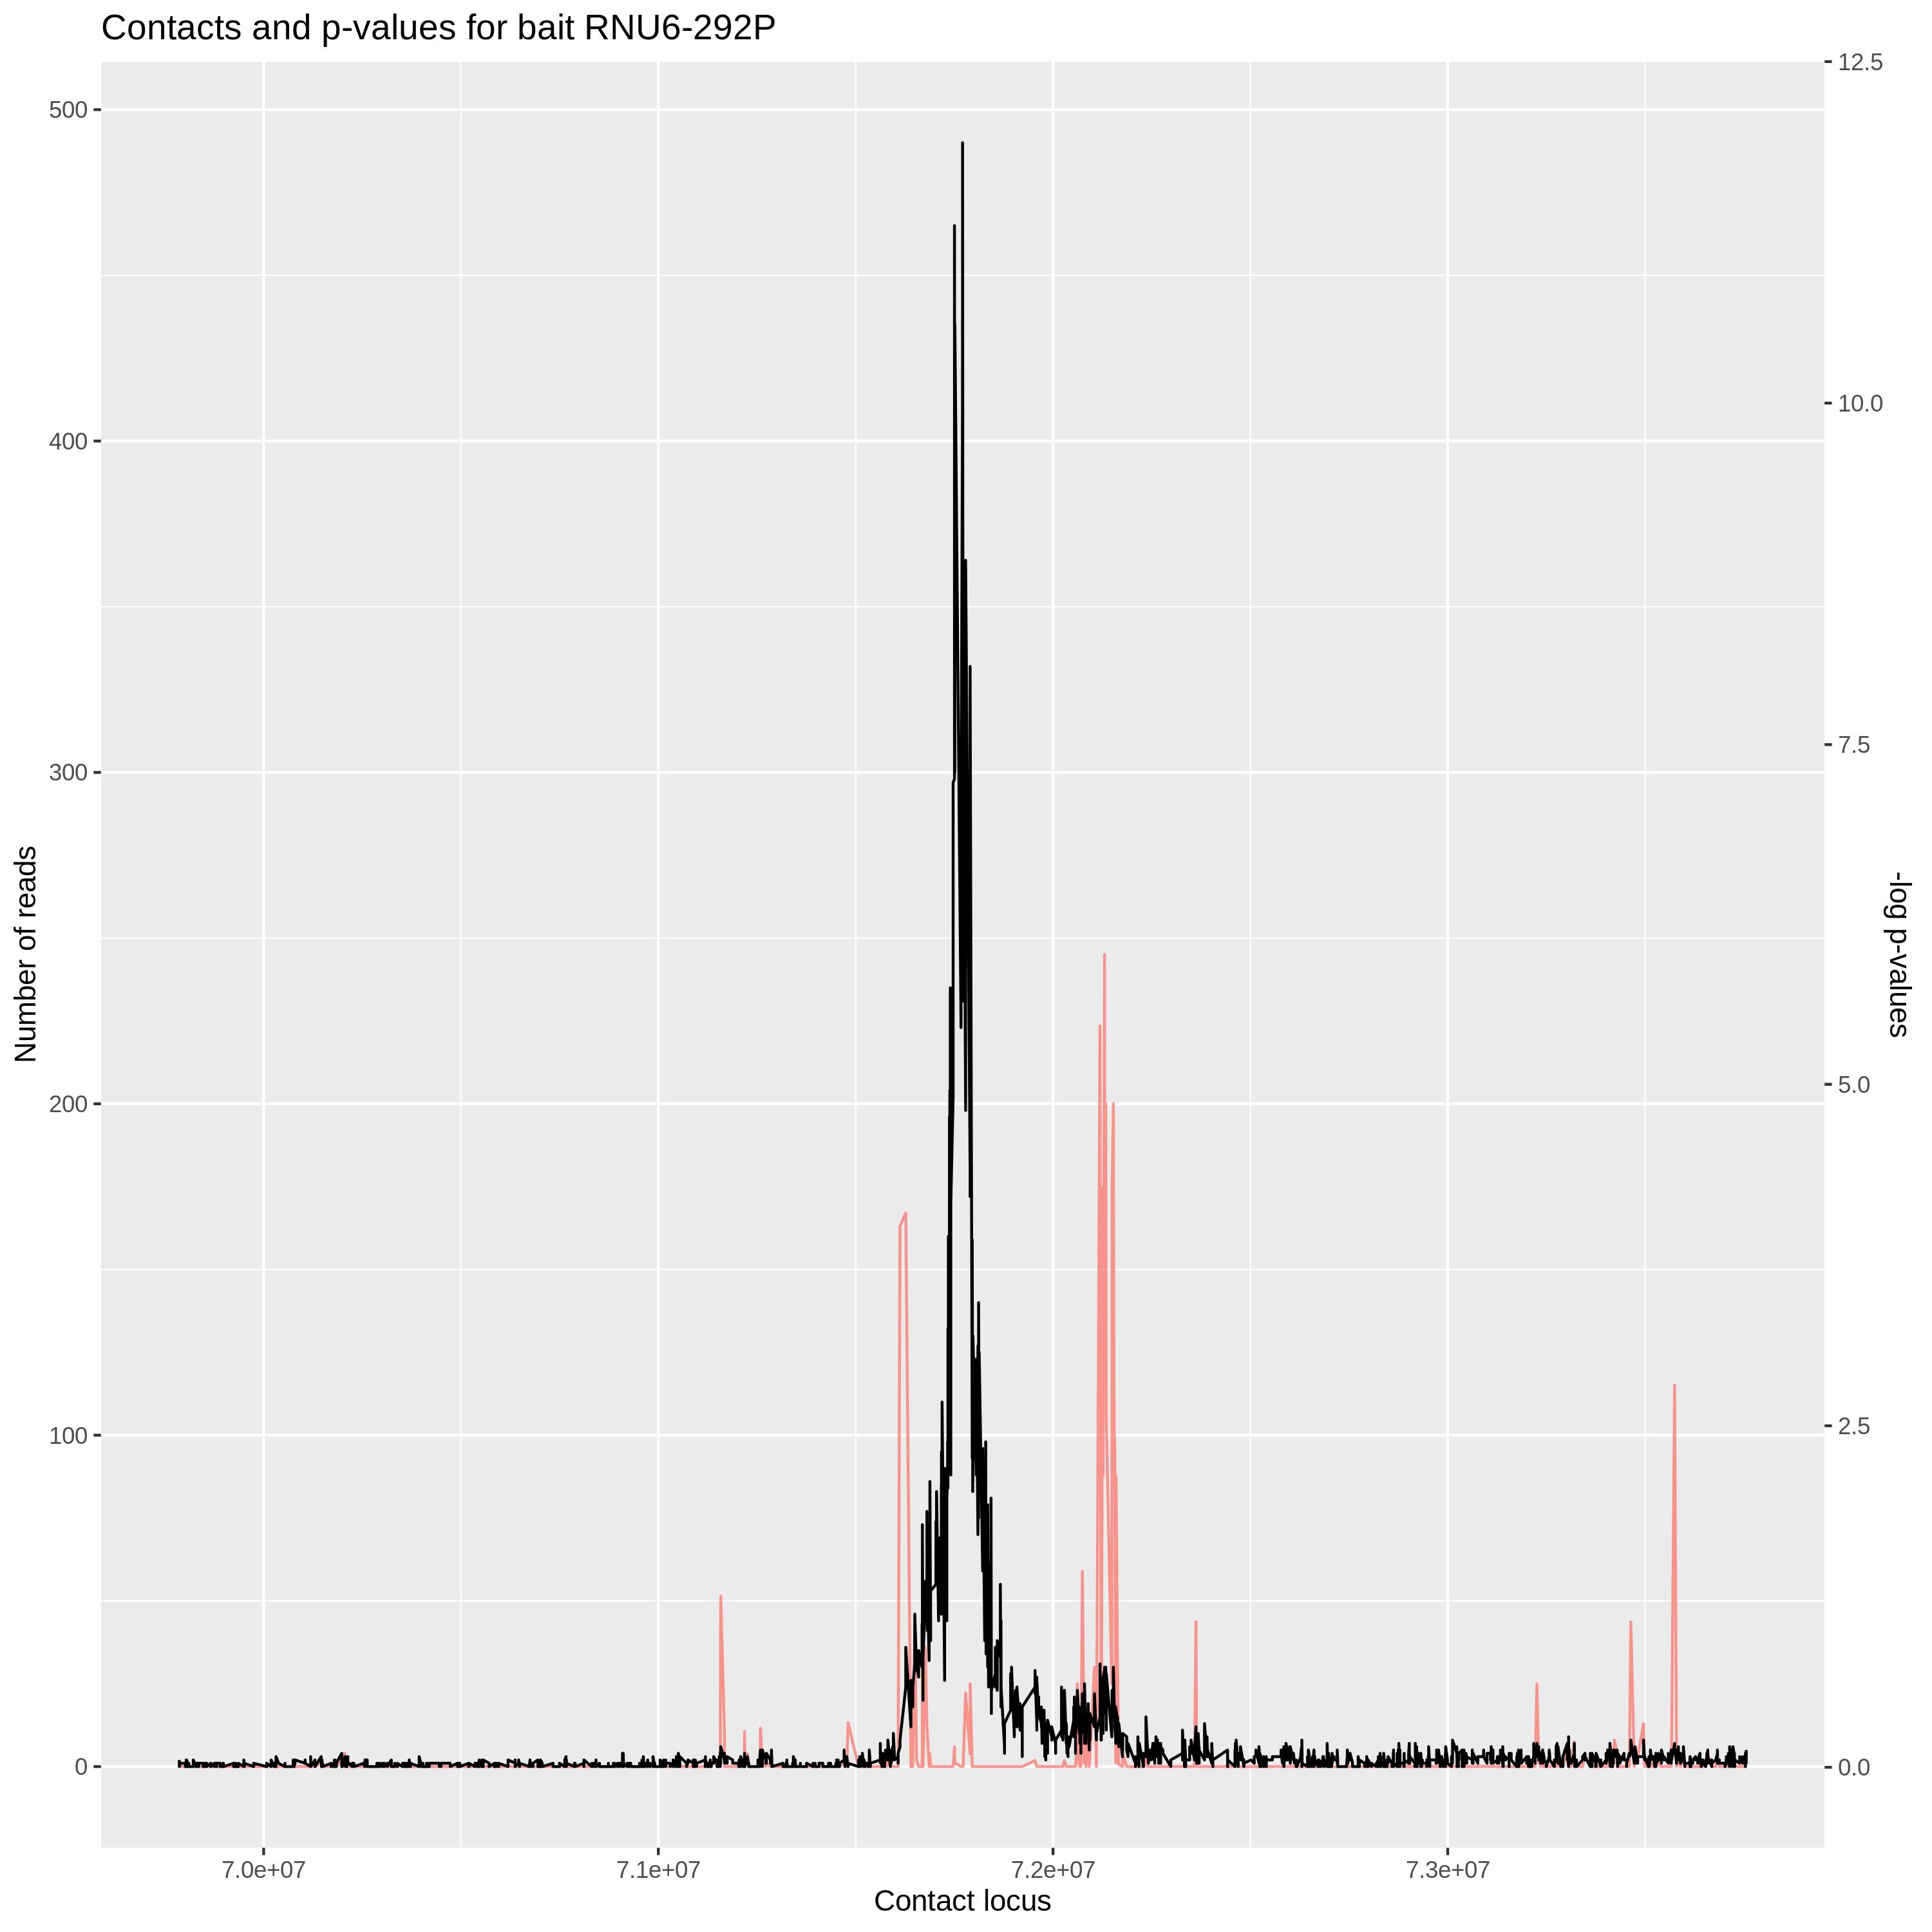 Contacts and p-values for bait RNU6-292P
12.5
500
10.0
400
7.5
300
Number of reads
-log p-values
5.0
200
2.5
100
0
0.0
7.0e+07 7.1e+07 7.2e+07 7.3e+07
Contact locus